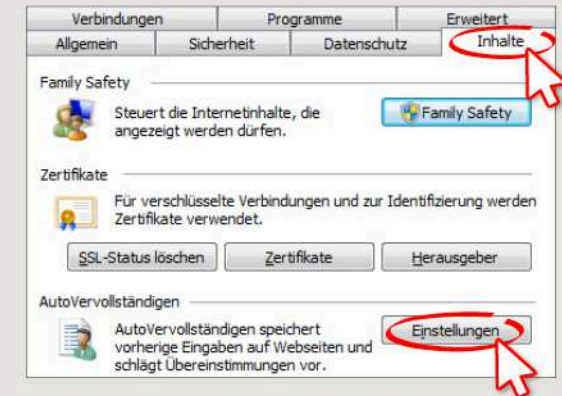 Verbindungen Programme Erweitert
Allgemein Sicherheit Datenschutz Inhalte
Family Safety
Steuert die Internetinhalte, die
angezeigt werden dürfen.
Family Safety
Zertifikate
Für verschlüsselte Verbindungen und zur Identifizierung werden
Zertifikate verwendet.
SSL-Status löschen Zertifikate Herausgeber
AutoVervollständigen
AutoVervollständigen speichert
vorherige Eingaben auf Webseiten und
schlägt Übereinstimmungen vor.
Einstellungen